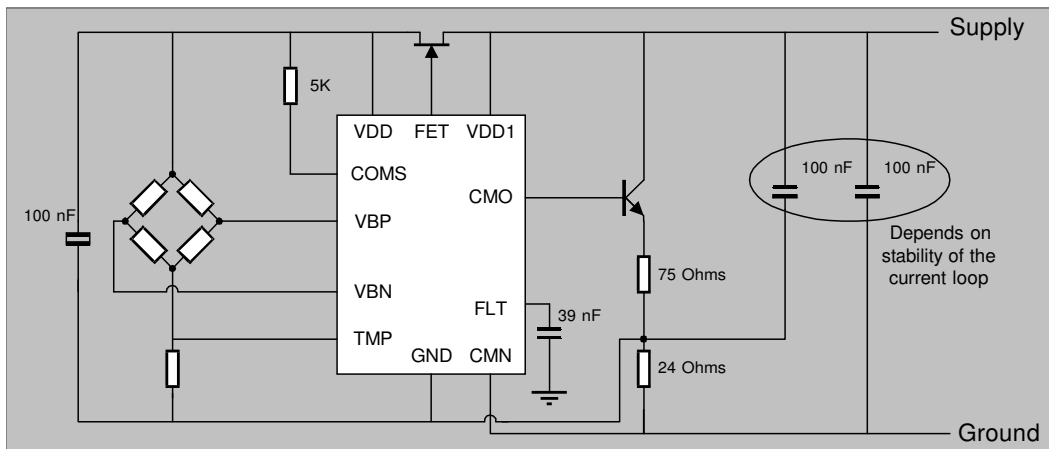 Supply
5K
VDD FET VDD1
COMS
CMO
100 nF 100 nF
100 nF
VBP
Depends on
stability of the
current loop
75 Ohms
VBN
FLT
39 nF
TMP
GND CMN
24 Ohms
Ground